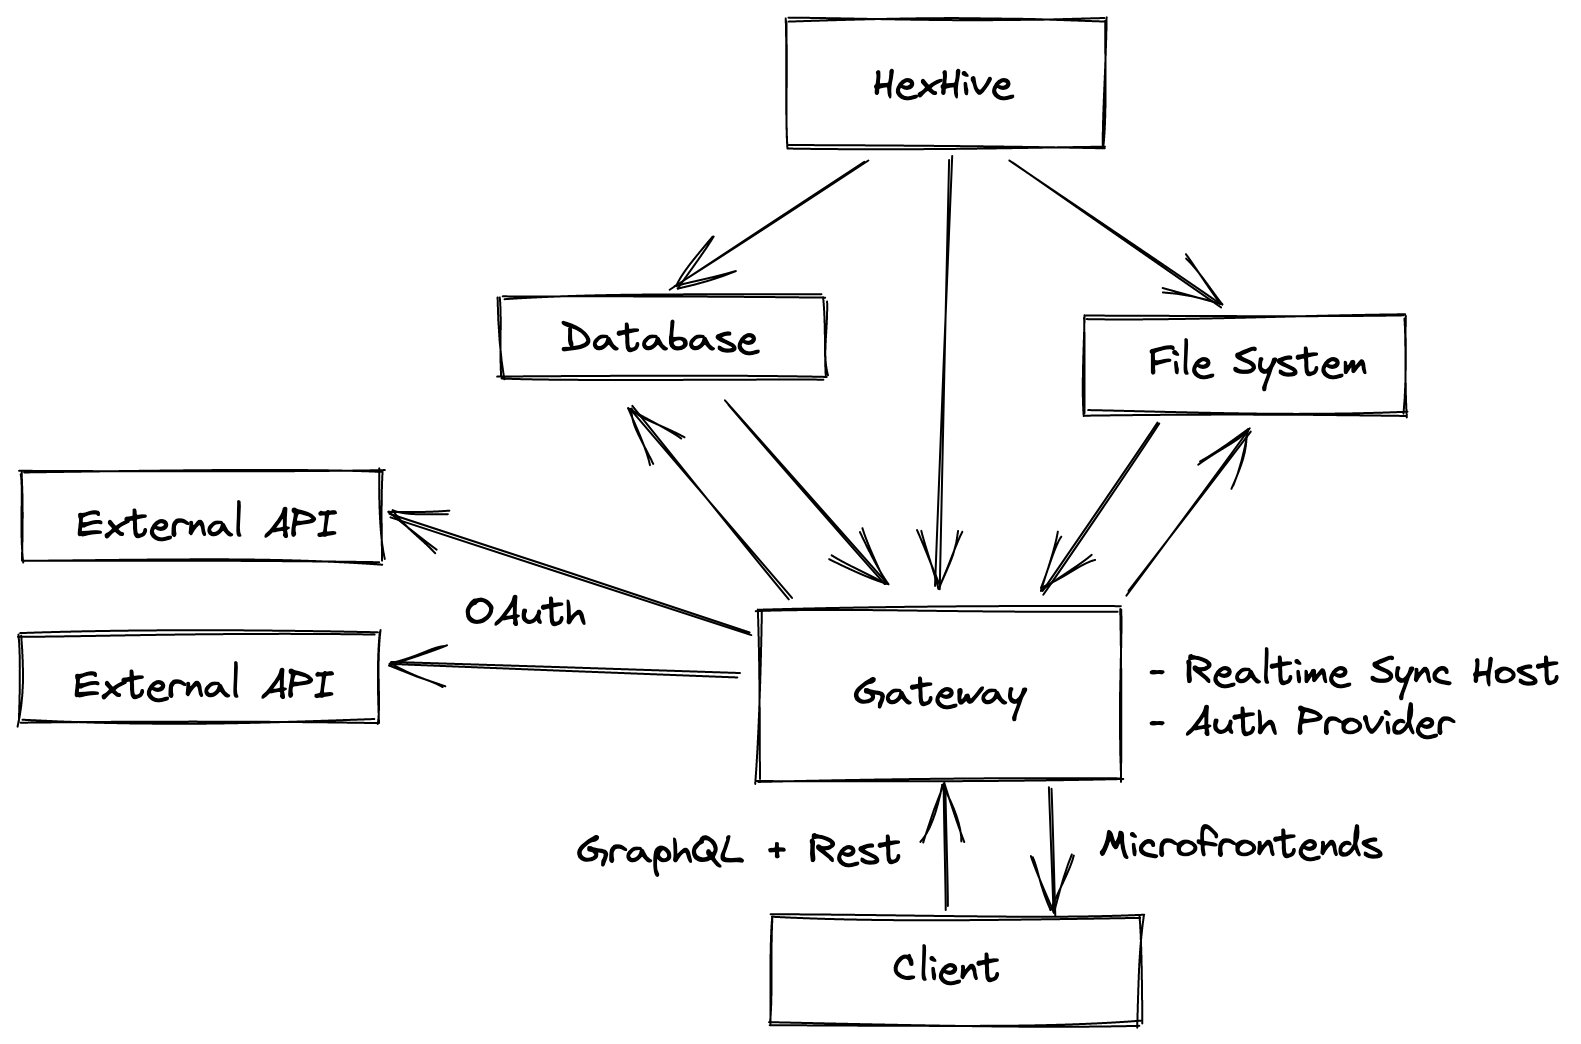 HexHive
Database
File System
External API
OAuth
External API
Gateway
- Realtime Sync Host
- Auth Provider
GraphQL + Rest
Microfrontends
Client